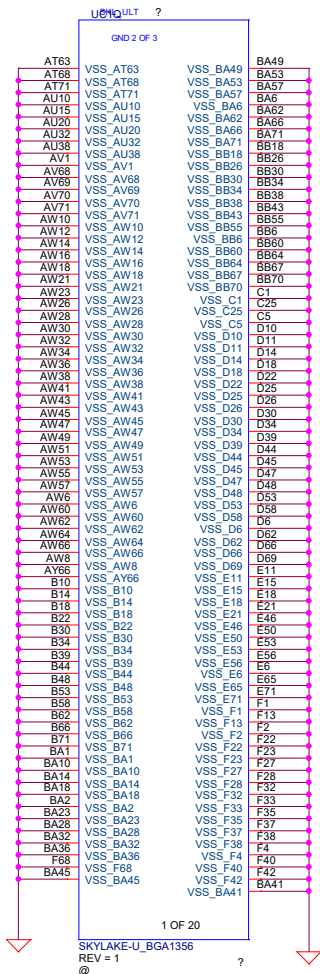 UC1Q SKL_ULT ?
GND 2 OF 3
AT63 VSS_AT63 VSS_BA49 BA49
AT68 VSS_AT68 VSS_BA53 BA53
AT71 VSS_AT71 VSS_BA57 BA57
AU10 VSS_AU10 VSS_BA6 BA6
AU15 VSS_AU15 VSS_BA62 BA62
AU20 VSS_AU20 VSS_BA66 BA66
AU32 VSS_AU32 VSS_BA71 BA71
AU38 VSS_AU38 VSS_BB18 BB18
AV1 VSS_AV1 VSS_BB26 BB26
AV68 VSS_AV68 VSS_BB30 BB30
AV69 VSS_AV69 VSS_BB34 BB34
AV70 VSS_AV70 VSS_BB38 BB38
AV71 VSS_AV71 VSS_BB43 BB43
AW10 VSS_AW10 VSS_BB55 BB55
AW12 VSS_AW12 VSS_BB6 BB6
AW14 VSS_AW14 VSS_BB60 BB60
AW16 VSS_AW16 VSS_BB64 BB64
AW18 VSS_AW18 VSS_BB67 BB67
AW21 VSS_AW21 VSS_BB70 BB70
AW23 VSS_AW23 VSS_C1 C1
AW26 VSS_AW26 VSS_C25 C25
AW28 VSS_AW28 VSS_C5 C5
AW30 VSS_AW30 VSS_D10 D10
AW32 VSS_AW32 VSS_D11 D11
AW34 VSS_AW34 VSS_D14 D14
AW36 VSS_AW36 VSS_D18 D18
AW38 VSS_AW38 VSS_D22 D22
AW41 VSS_AW41 VSS_D25 D25
AW43 VSS_AW43 VSS_D26 D26
AW45 VSS_AW45 VSS_D30 D30
AW47 VSS_AW47 VSS_D34 D34
AW49 VSS_AW49 VSS_D39 D39
AW51 VSS_AW51 VSS_D44 D44
AW53 VSS_AW53 VSS_D45 D45
AW55 VSS_AW55 VSS_D47 D47
AW57 VSS_AW57 VSS_D48 D48
AW6 VSS_AW6 VSS_D53 D53
AW60 VSS_AW60 VSS_D58 D58
AW62 VSS_AW62 VSS_D6 D6
AW64 VSS_AW64 VSS_D62 D62
AW66 VSS_AW66 VSS_D66 D66
AW8 VSS_AW8 VSS_D69 D69
AY66 VSS_AY66 VSS_E11 E11
B10 VSS_B10 VSS_E15 E15
B14 VSS_B14 VSS_E18 E18
B18 VSS_B18 VSS_E21 E21
B22 VSS_B22 VSS_E46 E46
B30 VSS_B30 VSS_E50 E50
B34 VSS_B34 VSS_E53 E53
B39 VSS_B39 VSS_E56 E56
B44 VSS_B44 VSS_E6 E6
B48 VSS_B48 VSS_E65 E65
B53 VSS_B53 VSS_E71 E71
B58 VSS_B58 VSS_F1 F1
B62 VSS_B62 VSS_F13 F13
B66 VSS_B66 VSS_F2 F2
B71 VSS_B71 VSS_F22 F22
BA1 VSS_BA1 VSS_F23 F23
BA10 VSS_BA10 VSS_F27 F27
BA14 VSS_BA14 VSS_F28 F28
BA18 VSS_BA18 VSS_F32 F32
BA2 VSS_BA2 VSS_F33 F33
BA23 VSS_BA23 VSS_F35 F35
BA28 VSS_BA28 VSS_F37 F37
BA32 VSS_BA32 VSS_F38 F38
BA36 VSS_BA36 VSS_F4 F4
F68 VSS_F68 VSS_F40 F40
BA45 VSS_BA45 VSS_F42 F42
VSS_BA41 BA41
1 OF 20
SKYLAKE-U_BGA1356
REV = 1 ?
@